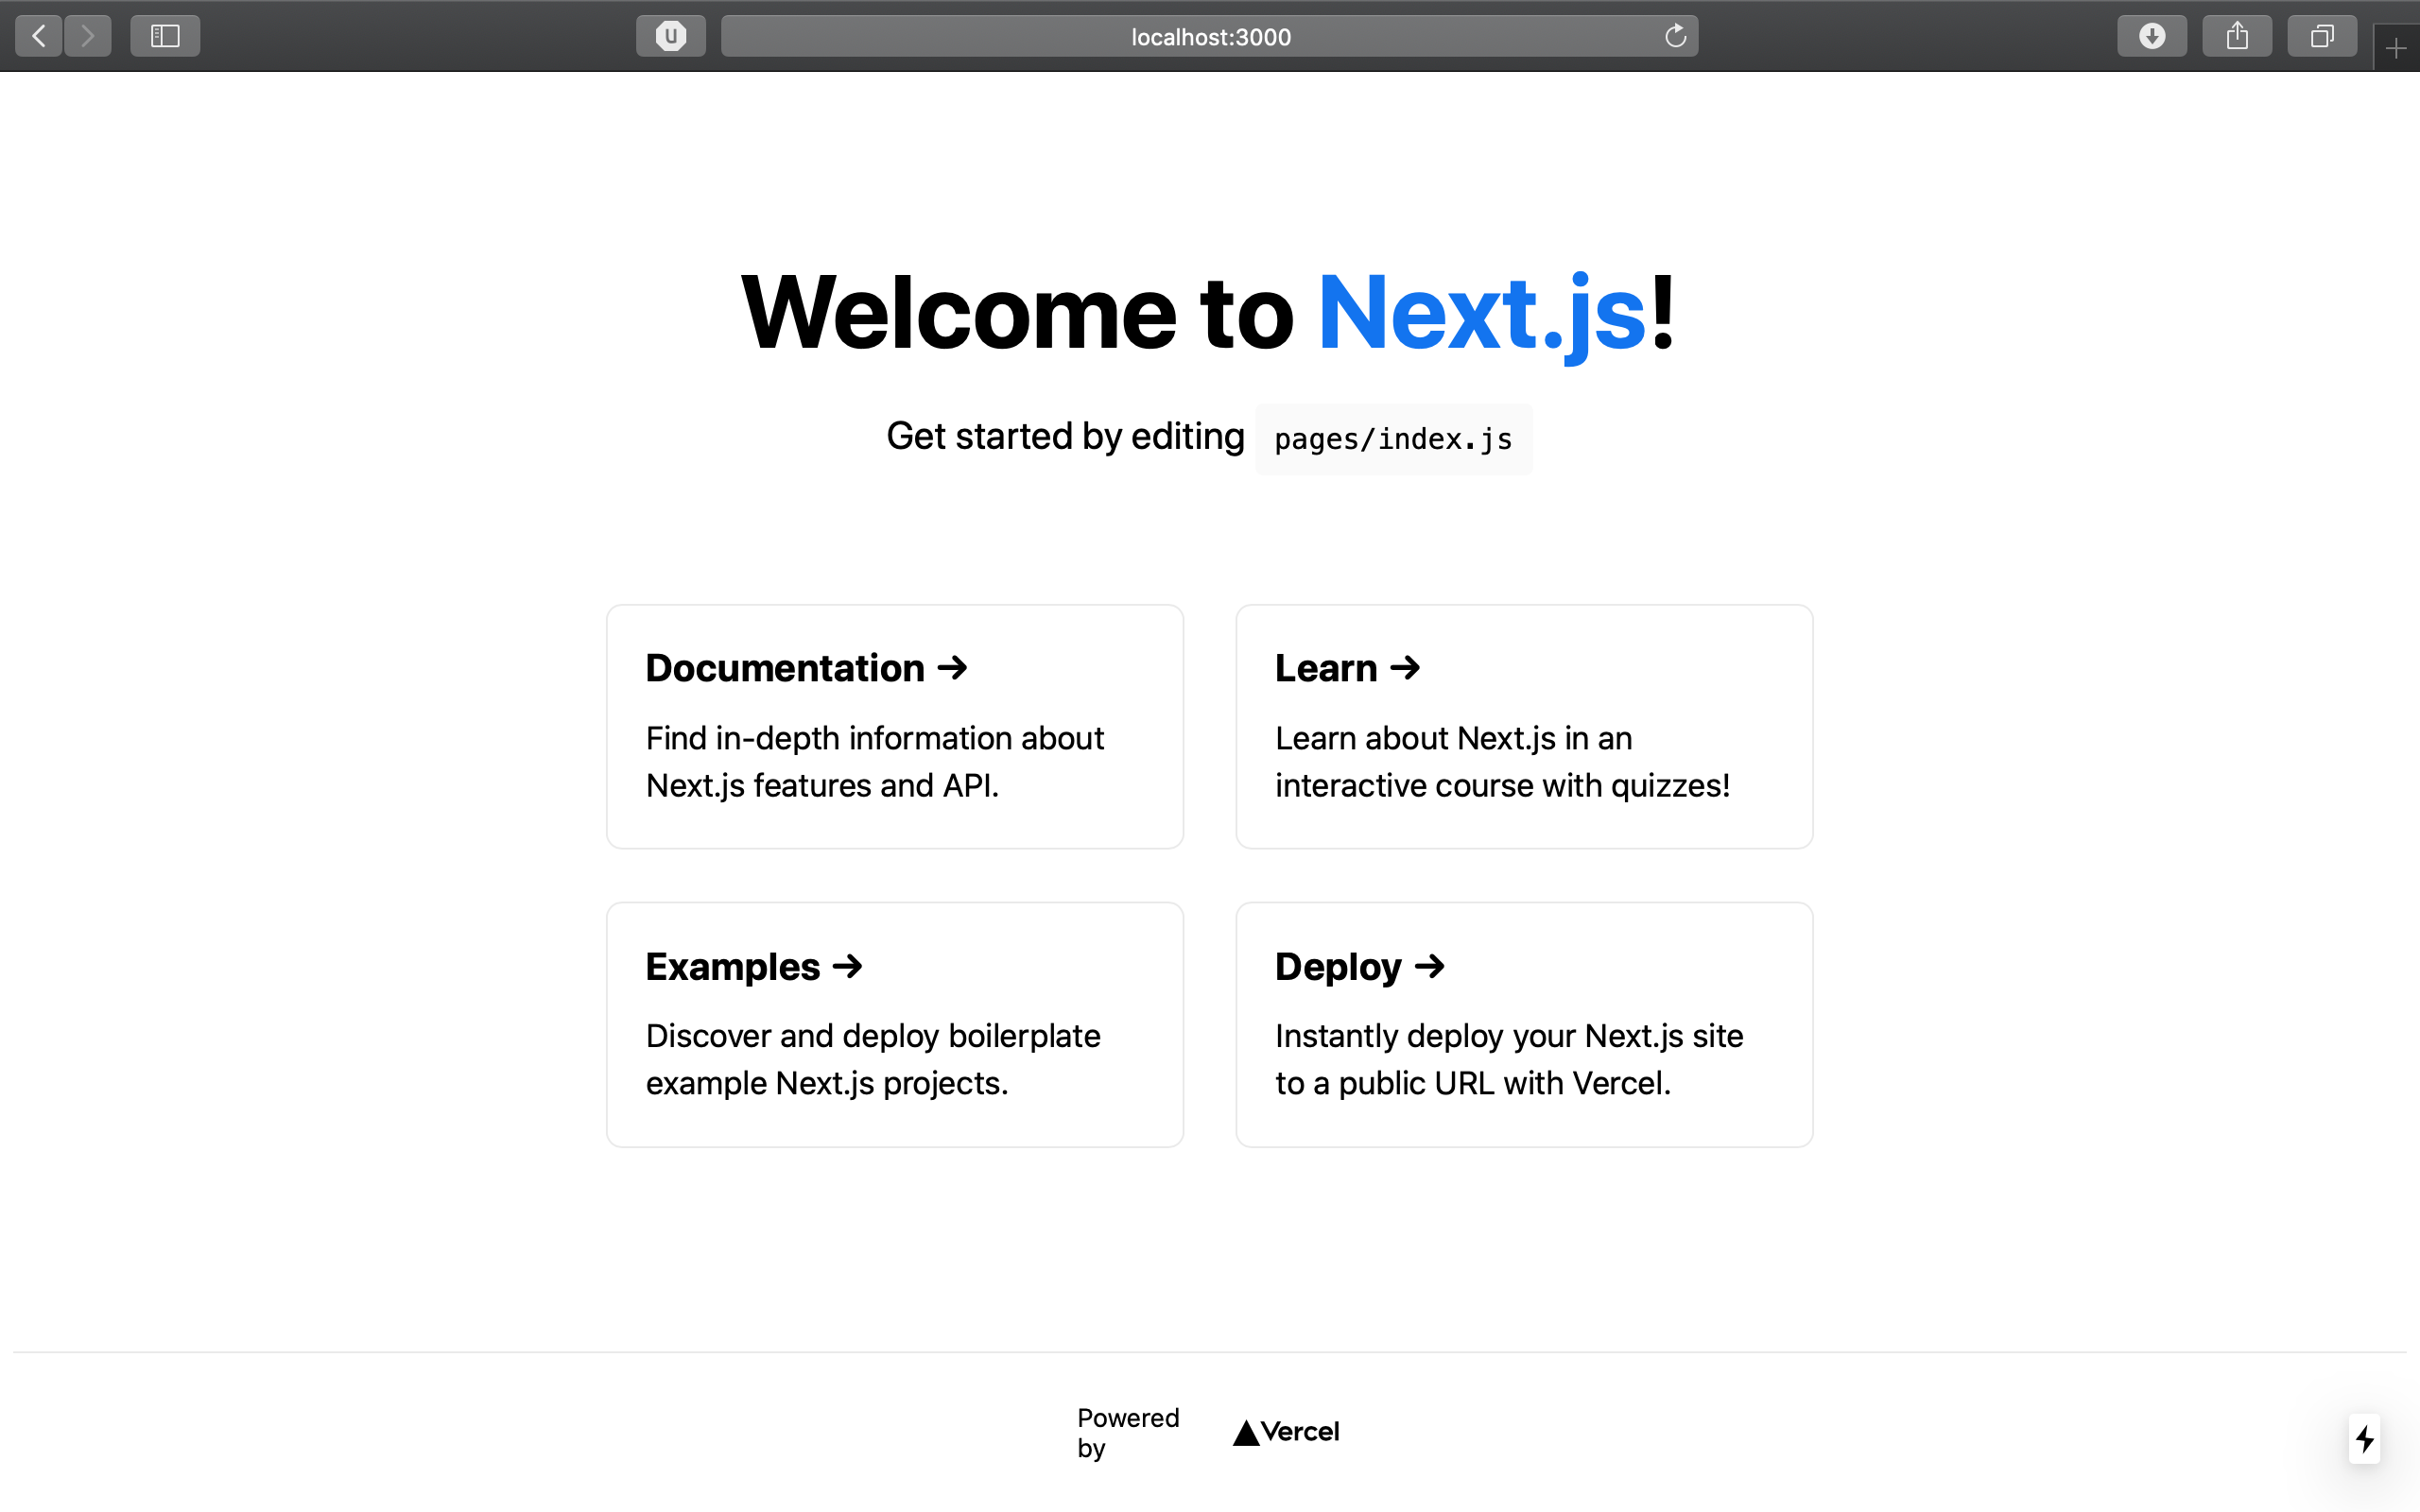 U
localhost:3000
Welcome to Next.js!
Get started by editing pages/index.js
Documentation →
Find in-depth information about
Next.js features and API.
Learn →
Learn about Next.js in an
interactive course with quizzes!
Examples →
Discover and deploy boilerplate
example Next.js projects.
Deploy →
Instantly deploy your Next.js site
to a public URL with Vercel.
Powered
by
Vercel